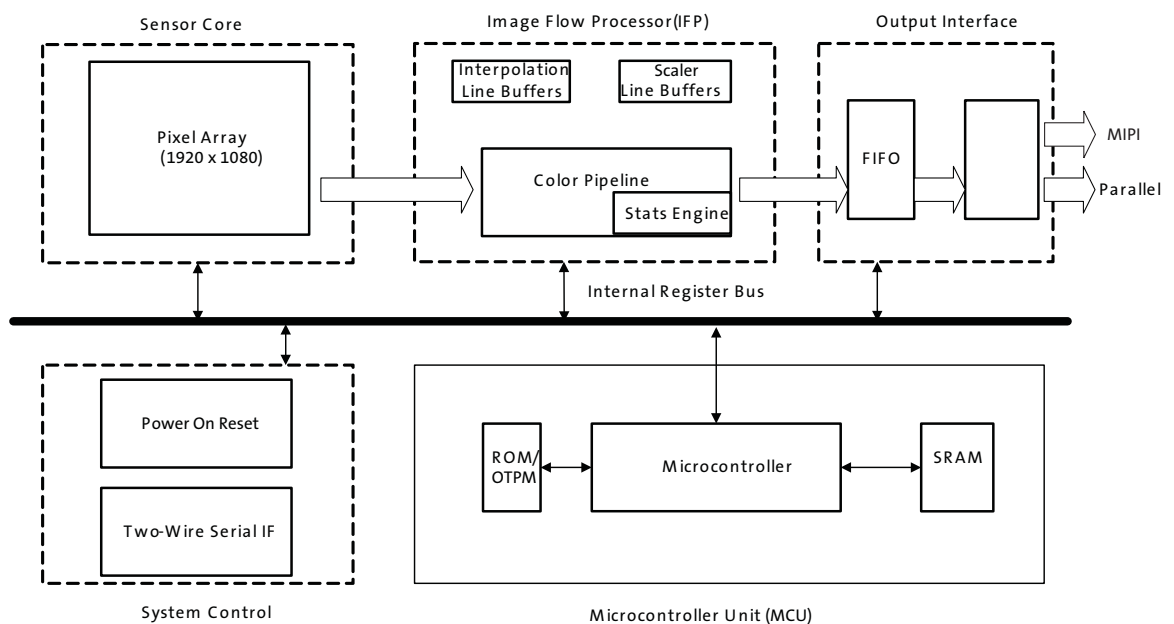 Sensor Core
Image Flow Processor(IFP)
Output Interface
Interpolation
Line Buffers
Scaler
Line Buffers
Pixel Array
(1920 x 1080)
Color Pipeline
Stats Engine
FIFO
MIPI
Parallel
Internal Register Bus
Power On Reset
Two-Wire Serial IF
ROM/
OTPM
Microcontroller
SRAM
System Control
Microcontroller Unit (MCU)